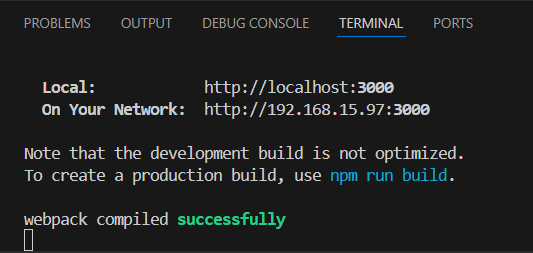 PROBLEMS OUTPUT DEBUG CONSOLE TERMINAL PORTS
Local: http://localhost:3000
On Your Network: http://192.168.15.97:3000
Note that the development build is not optimized.
To create a production build, use npm run build.
webpack compiled successfully